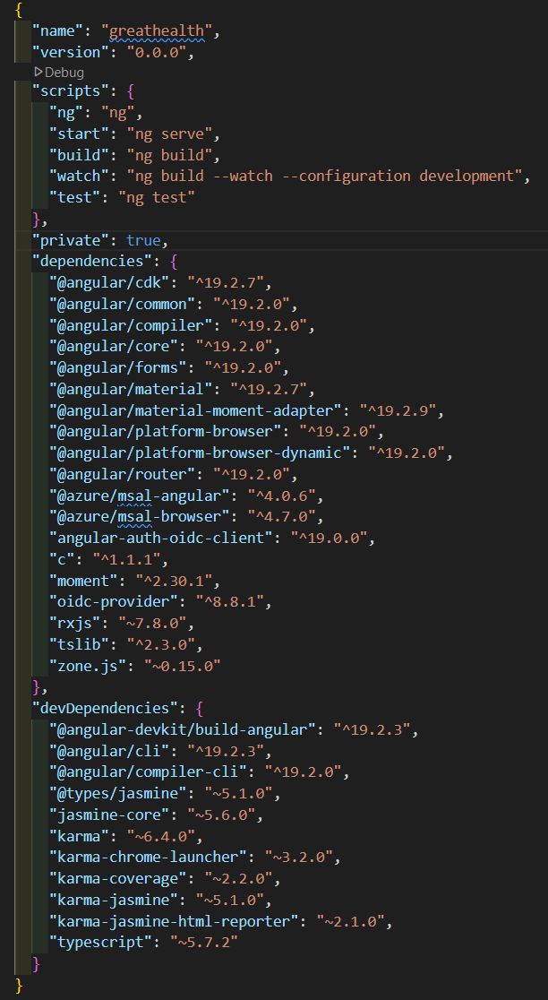 {
"name": "greathealth",
"version": "0.0.0",
Debug
"scripts": {
"ng": "ng",
"start": "ng serve",
"build": "ng build",
"watch": "ng build --watch --configuration development",
"test": "ng test"
},
"private": true,
"dependencies": {
"@angular/cdk": "^19.2.7",
"@angular/common": "^19.2.0",
"@angular/compiler": "^19.2.0",
"@angular/core": "^19.2.0",
"@angular/forms": "^19.2.0",
"@angular/material": "^19.2.7",
"@angular/material-moment-adapter": "^19.2.9",
"@angular/platform-browser": "^19.2.0",
"@angular/platform-browser-dynamic": "^19.2.0",
"@angular/router": "^19.2.0",
"@azure/msal-angular": "^4.0.6",
"@azure/msal-browser": "^4.7.0",
"angular-auth-oidc-client": "^19.0.0",
"c": "^1.1.1",
"moment": "^2.30.1",
"oidc-provider": "^8.8.1",
"rxjs": "~7.8.0",
"tslib": "^2.3.0",
"zone.js": "~0.15.0"
},
"devDependencies": {
"@angular-devkit/build-angular": "^19.2.3",
"@angular/cli": "^19.2.3",
"@angular/compiler-cli": "^19.2.0",
"@types/jasmine": "~5.1.0",
"jasmine-core": "~5.6.0",
"karma": "~6.4.0",
"karma-chrome-launcher": "~3.2.0",
"karma-coverage": "~2.2.0",
"karma-jasmine": "~5.1.0",
"karma-jasmine-html-reporter": "~2.1.0",
"typescript": "~5.7.2"
}
}